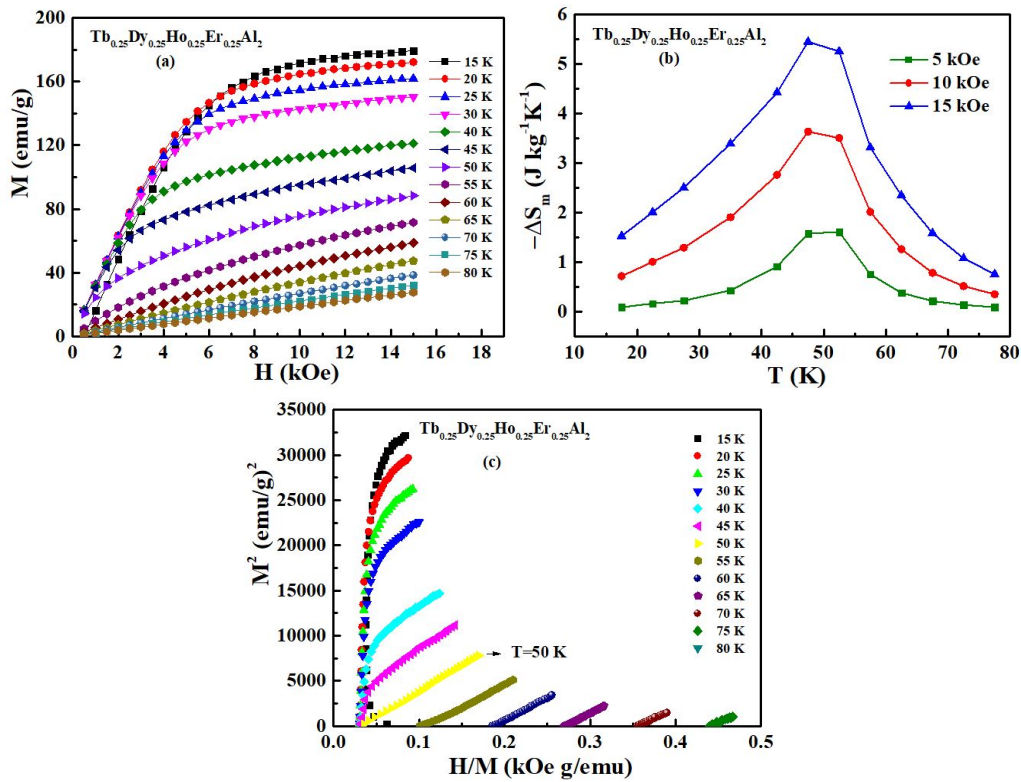 Tb0.25Dy0.25Ho0.25Er0.25Al2
(a)
M (emu/g)
200
160
120
80
40
0
0 2 4 6 8 10 12 14 16 18
H (kOe)
15 K
20 K
25 K
30 K
40 K
45 K
50 K
55 K
60 K
65 K
70 K
75 K
80 K
Tb0.25Dy0.25Ho0.25Er0.25Al2
(b)
−ΔSm (J kg-1K-1)
6
5
4
3
2
1
0
10 20 30 40 50 60 70 80
T (K)
5 kOe
10 kOe
15 kOe
Tb0.25Dy0.25Ho0.25Er0.25Al2
(c)
M2 (emu/g)2
35000
30000
25000
20000
15000
10000
5000
0
0.0 0.1 0.2 0.3 0.4 0.5
H/M (kOe g/emu)
T=50 K
15 K
20 K
25 K
30 K
40 K
45 K
50 K
55 K
60 K
65 K
70 K
75 K
80 K